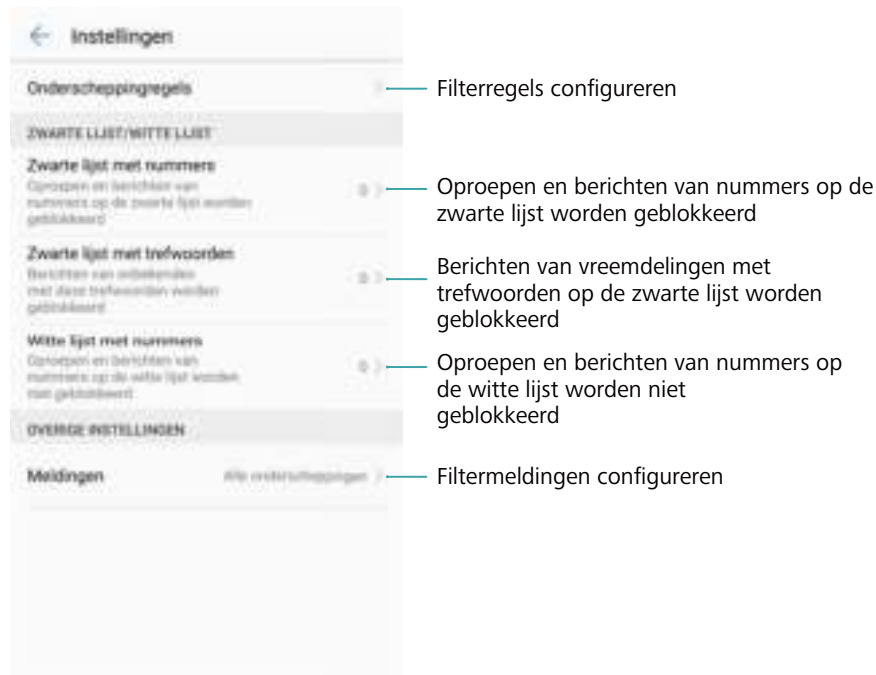 Instellingen
Onderscheppingregels
Filterregels configureren
ZWARTE LIJST/WITTE LIJST
Zwarte lijst met nummers
Oproepen en berichten van
nummers op de zwarte lijst worden
geblokkeerd
0
Oproepen en berichten van nummers op de
zwarte lijst worden geblokkeerd
Zwarte lijst met trefwoorden
Berichten van onbekenden
met deze trefwoorden worden
geblokkeerd
0
Berichten van vreemdelingen met
trefwoorden op de zwarte lijst worden
geblokkeerd
Witte lijst met nummers
Oproepen en berichten van
nummers op de witte lijst worden
niet geblokkeerd
0
Oproepen en berichten van nummers op
de witte lijst worden niet
geblokkeerd
OVERIGE INSTELLINGEN
Meldingen
Alle onderscheppingen
Filtermeldingen configureren